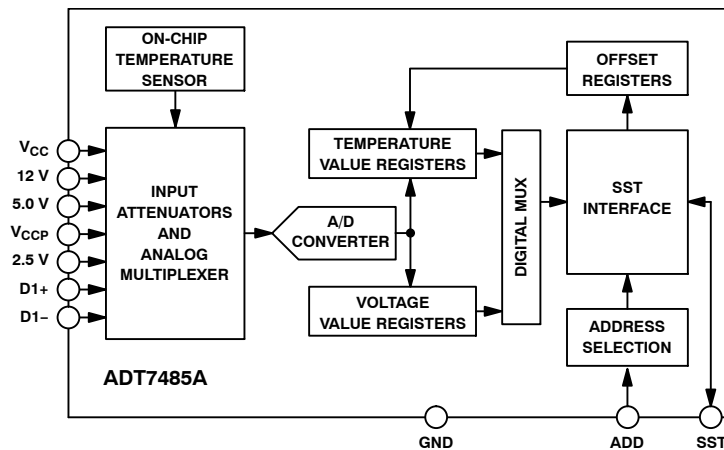 ON-CHIP
TEMPERATURE
SENSOR
OFFSET
REGISTERS
VCC
12 V
5.0 V
VCCP
2.5 V
D1+
D1−
INPUT
ATTENUATORS
AND
ANALOG
MULTIPLEXER
A/D
CONVERTER
TEMPERATURE
VALUE REGISTERS
VOLTAGE
VALUE REGISTERS
DIGITAL MUX
SST
INTERFACE
ADDRESS
SELECTION
ADT7485A
GND
ADD
SST